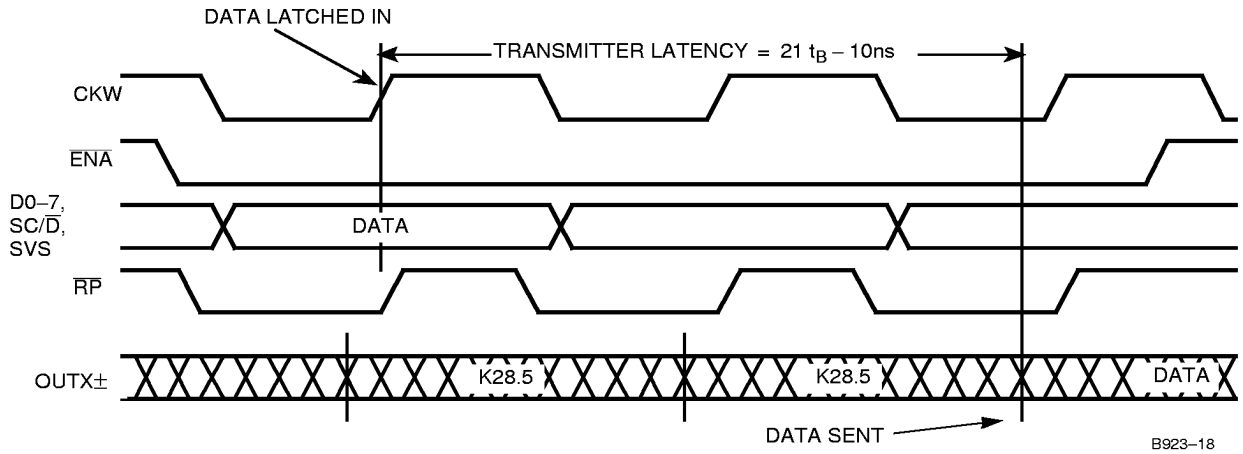 DATA LATCHED IN
TRANSMITTER LATENCY = 21 tB – 10ns
CKW
ENA
D0–7,
SC/D,
SVS
DATA
RP
OUTX±
K28.5
K28.5
DATA
DATA SENT
B923–18